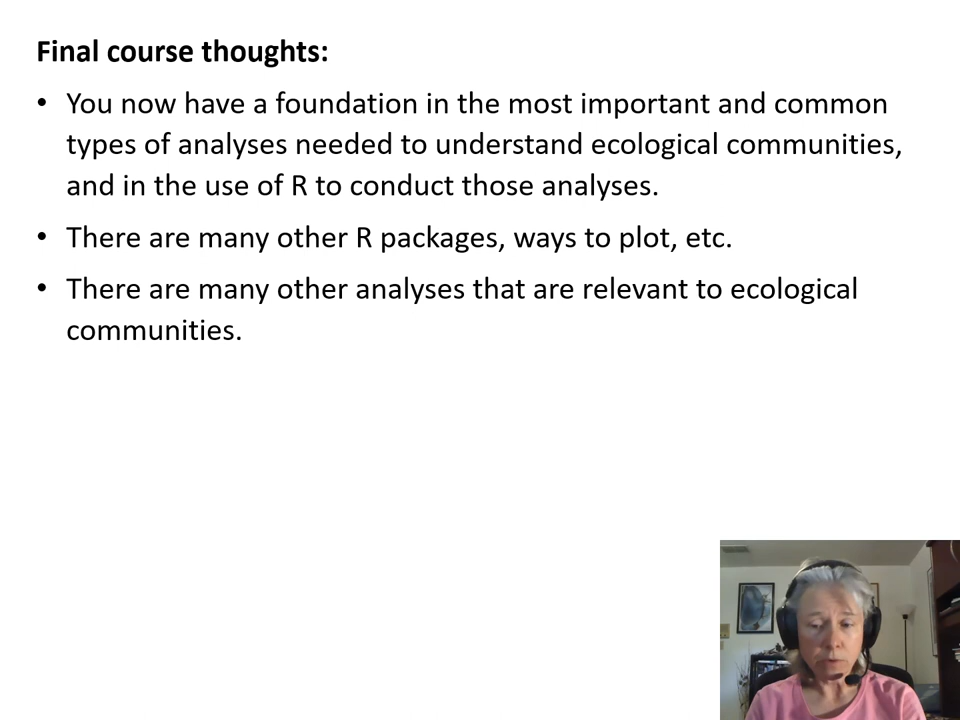 Final course thoughts:
• You now have a foundation in the most important and common
types of analyses needed to understand ecological communities,
and in the use of R to conduct those analyses.
• There are many other R packages, ways to plot, etc.
• There are many other analyses that are relevant to ecological
communities.